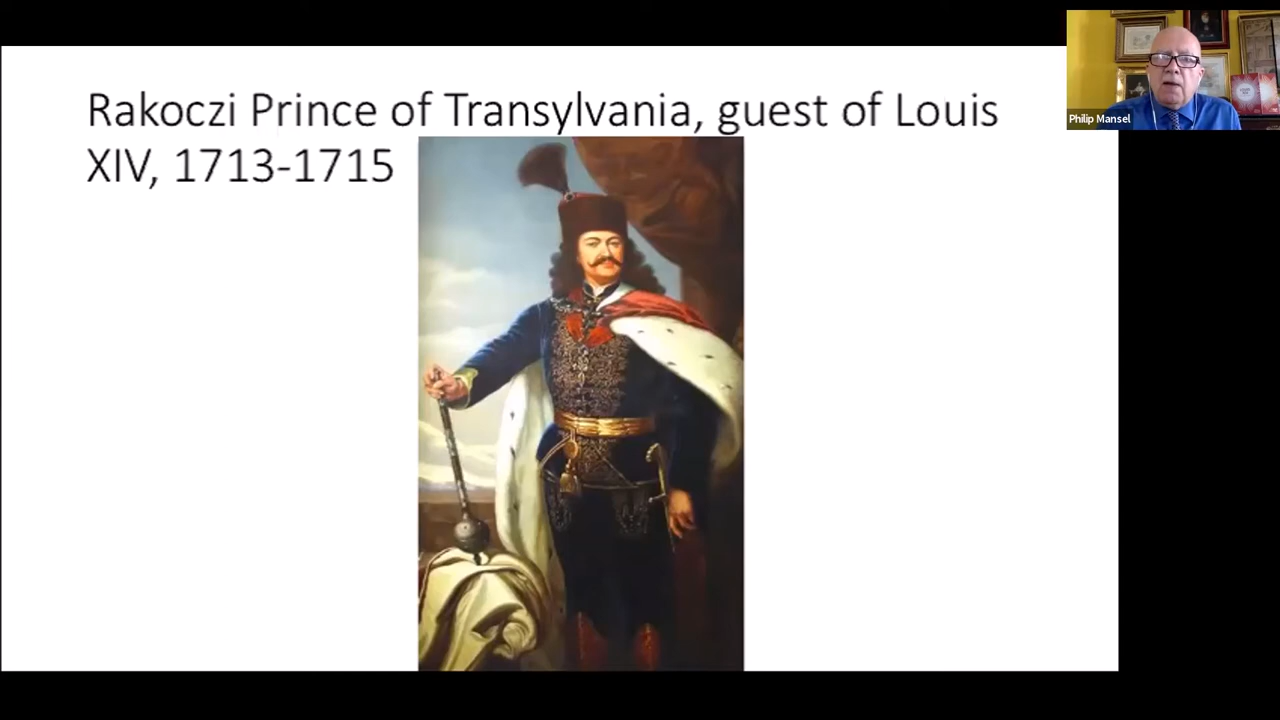 Rakoczi Prince of Transylvania, guest of Louis
XIV, 1713-1715
Philip Mansel